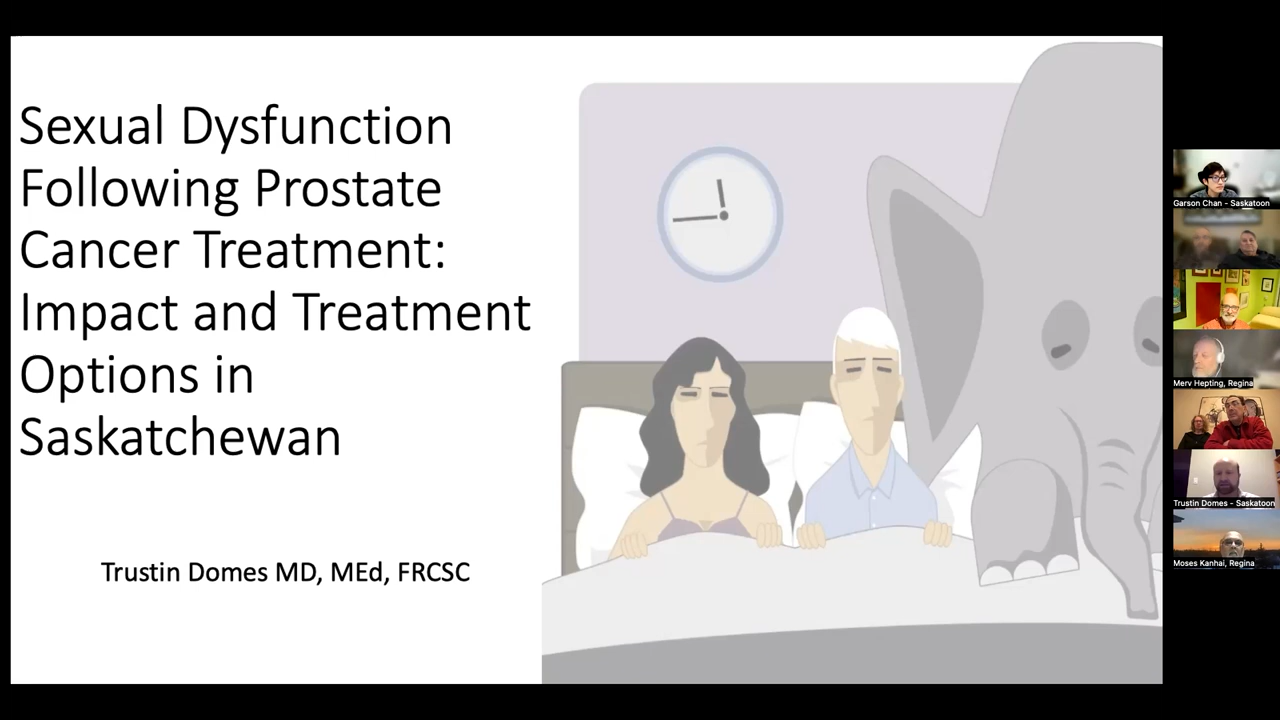 Sexual Dysfunction
Following Prostate
Cancer Treatment:
Impact and Treatment
Options in
Saskatchewan
Trustin Domes MD, MEd, FRCSC
Garson Chan - Saskatoon
Merv Hepting, Regina
Trustin Domes - Saskatoon
Moses Kanhai, Regina